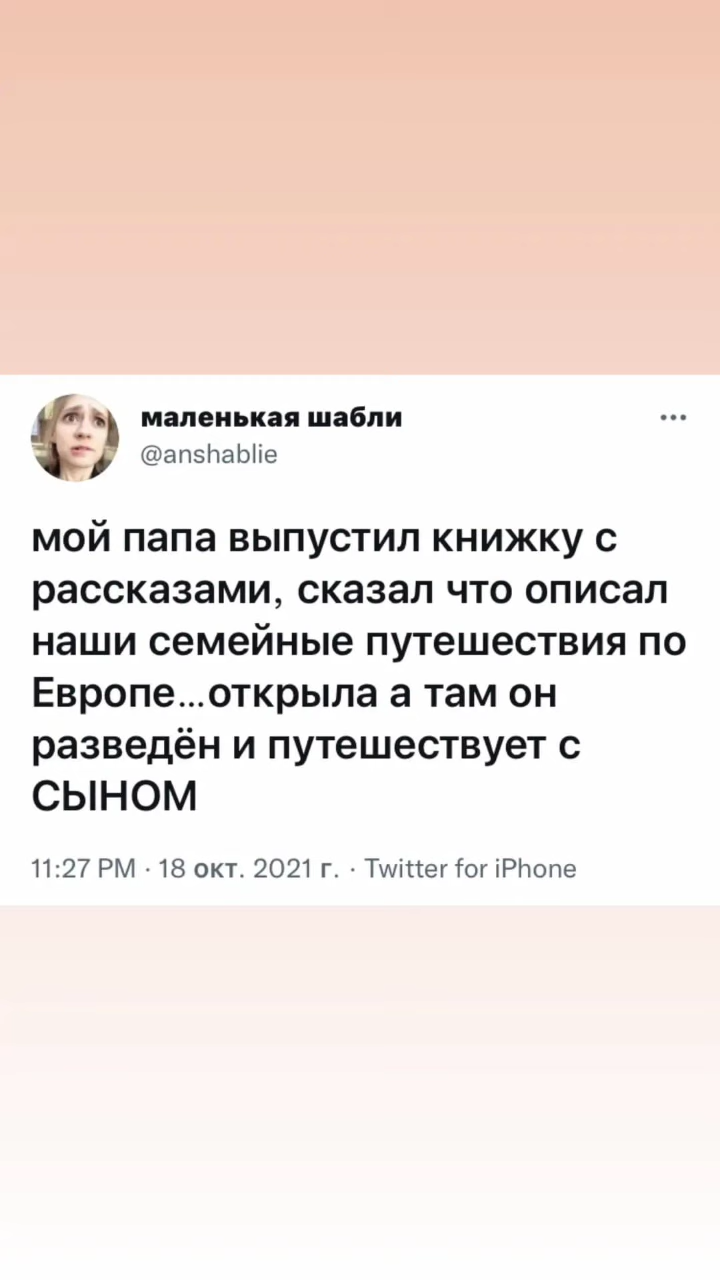 маленькая шабли
@anshablie
мой папа выпустил книжку с
рассказами, сказал что описал
наши семейные путешествия по
Европе...открыла а там он
разведён и путешествует с
СЫНОМ
11:27 PM · 18 окт. 2021 г. · Twitter for iPhone